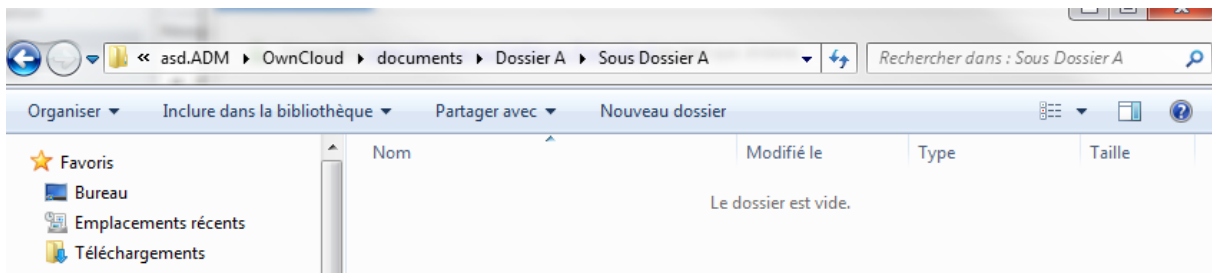 « asd.ADM ▸ OwnCloud ▸ documents ▸ Dossier A ▸ Sous Dossier A Rechercher dans : Sous Dossier A
Organiser Inclure dans la bibliothèque Partager avec Nouveau dossier
Favoris Nom Modifié le Type Taille
Bureau Le dossier est vide.
Emplacements récents
Téléchargements